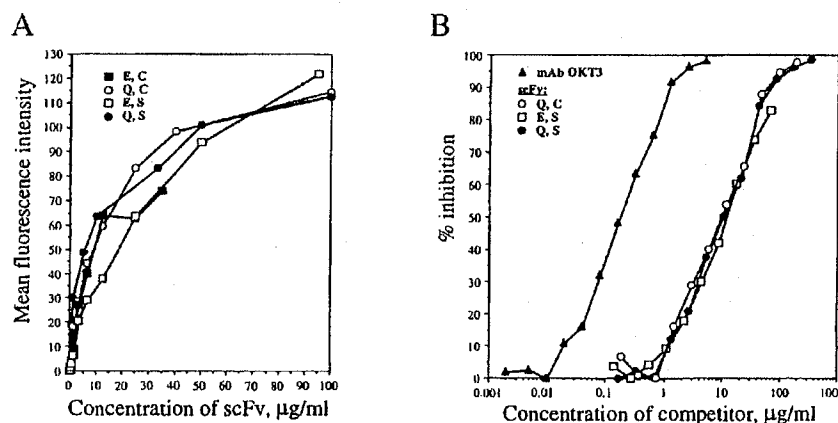 A
Mean fluorescence intensity
130
120
110
100
90
80
70
60
50
40
30
20
10
0
E, C
Q, C
E, S
Q, S
0 10 20 30 40 50 60 70 80 90 100
Concentration of scFv, μg/ml
B
% inhibition
100
90
80
70
60
50
40
30
20
10
0
mAb OKT3
scFv:
Q, C
E, S
Q, S
0.001 0.01 0.1 1 10 100 1000
Concentration of competitor, μg/ml